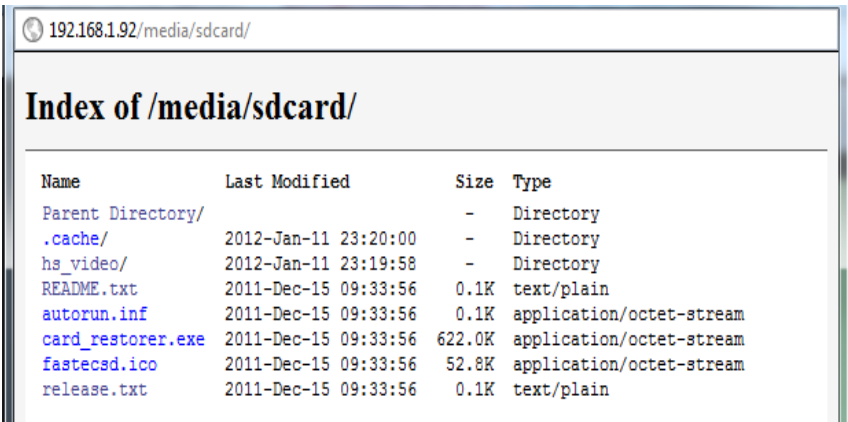 192.168.1.92/media/sdcard/
Index of /media/sdcard/
Name Last Modified Size Type
Parent Directory/ - Directory
.cache/ 2012-Jan-11 23:20:00 - Directory
hs_video/ 2012-Jan-11 23:19:58 - Directory
README.txt 2011-Dec-15 09:33:56 0.1K text/plain
autorun.inf 2011-Dec-15 09:33:56 0.1K application/octet-stream
card_restorer.exe 2011-Dec-15 09:33:56 622.0K application/octet-stream
fastecsd.ico 2011-Dec-15 09:33:56 52.8K application/octet-stream
release.txt 2011-Dec-15 09:33:56 0.1K text/plain